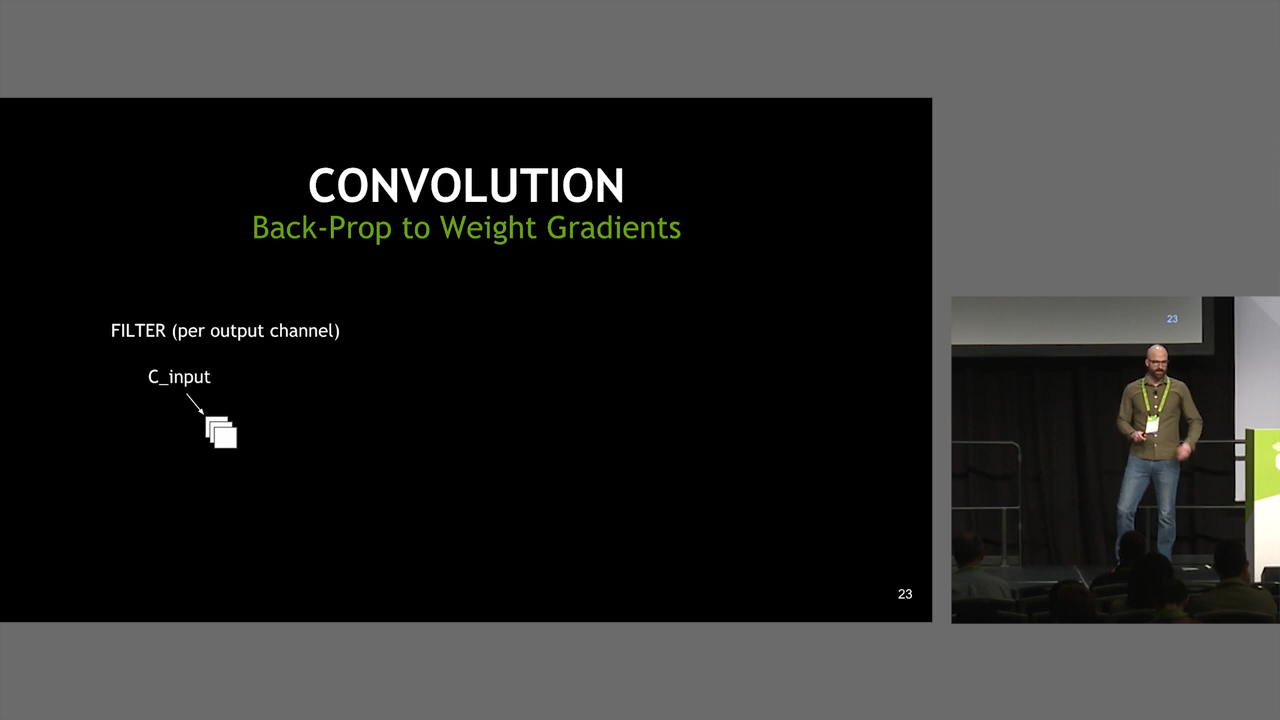 CONVOLUTION
Back-Prop to Weight Gradients
FILTER (per output channel)
C_input
23
23